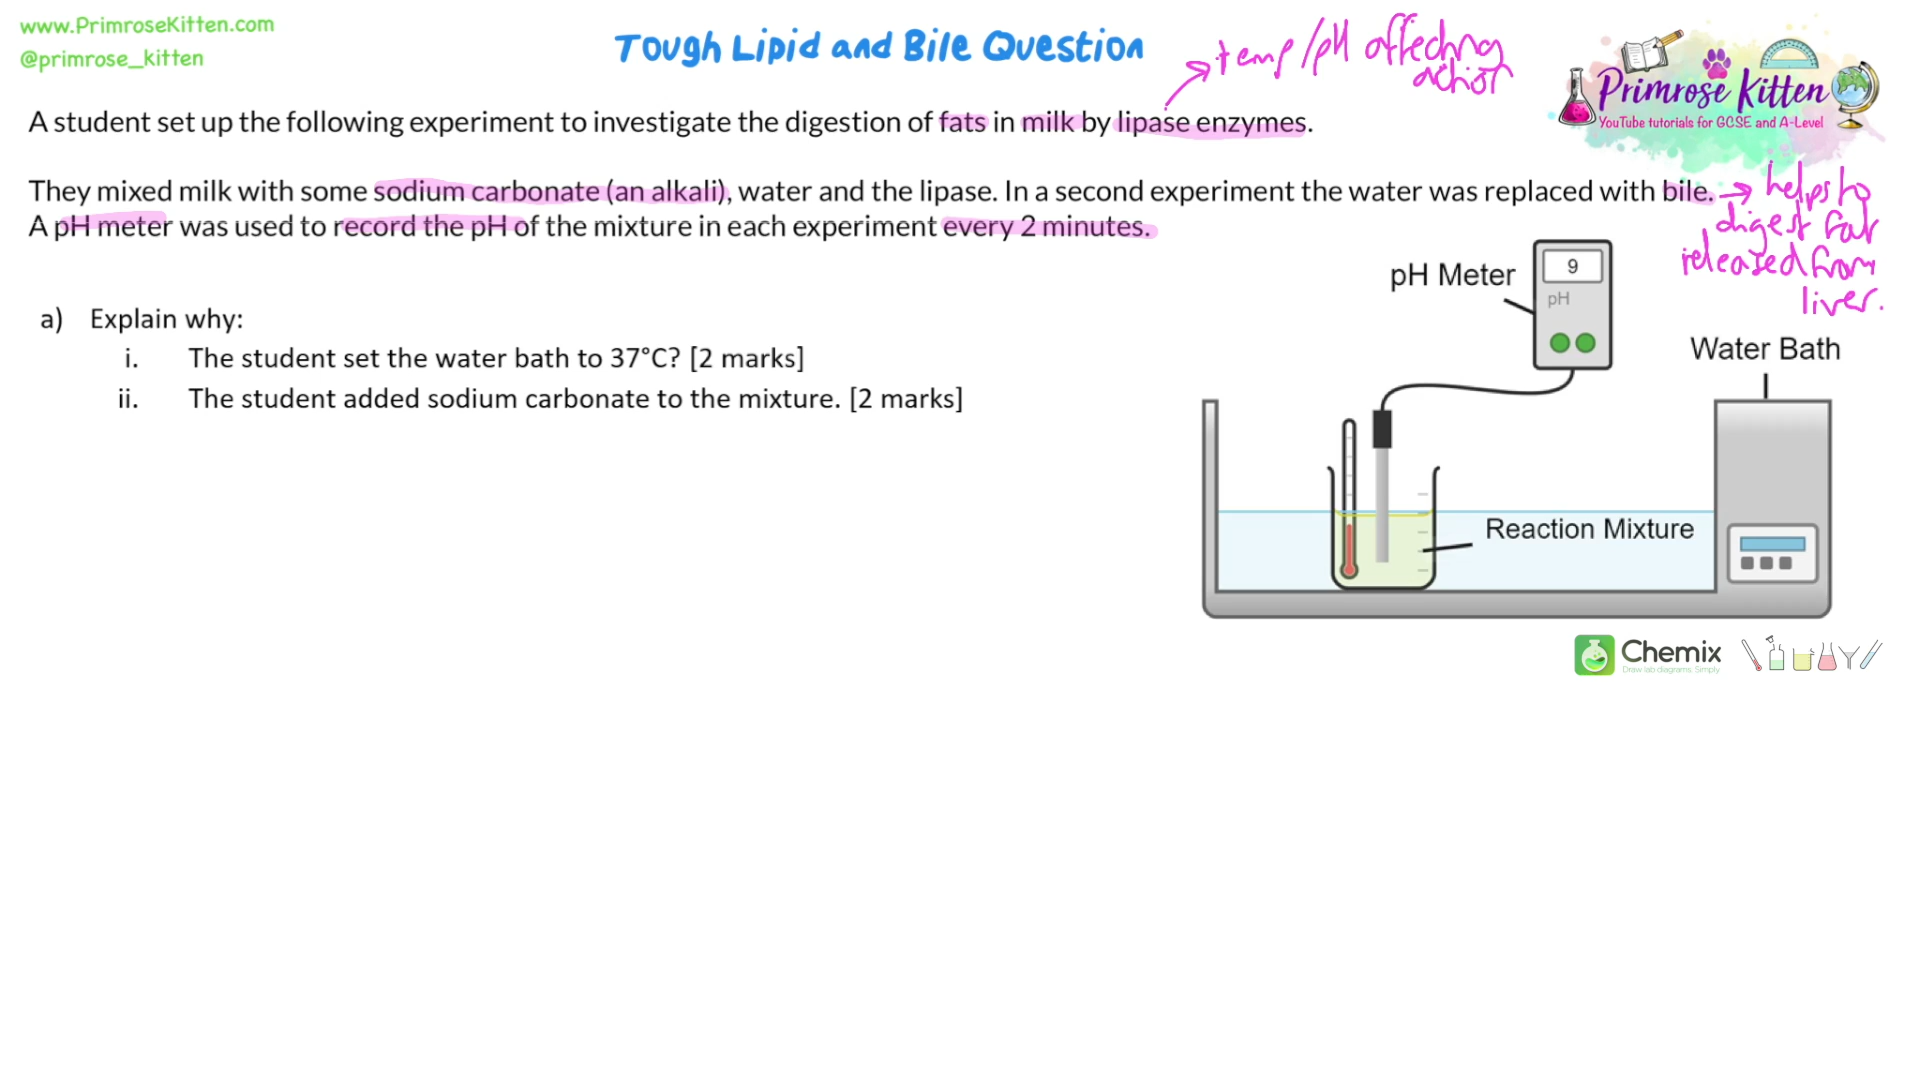 www.PrimroseKitten.com
@primrose_kitten
Tough Lipid and Bile Question
temp/pH affecting
action
Primrose Kitten
YouTube tutorials for GCSE and A-Level
A student set up the following experiment to investigate the digestion of fats in milk by lipase enzymes.
They mixed milk with some sodium carbonate (an alkali), water and the lipase. In a second experiment the water was replaced with bile.
A pH meter was used to record the pH of the mixture in each experiment every 2 minutes.
helps to
digest fat
released from
liver.
a) Explain why:
i. The student set the water bath to 37°C? [2 marks]
ii. The student added sodium carbonate to the mixture. [2 marks]
pH Meter
9
pH
Water Bath
Reaction Mixture
Chemix
Draw lab diagrams. Simply.